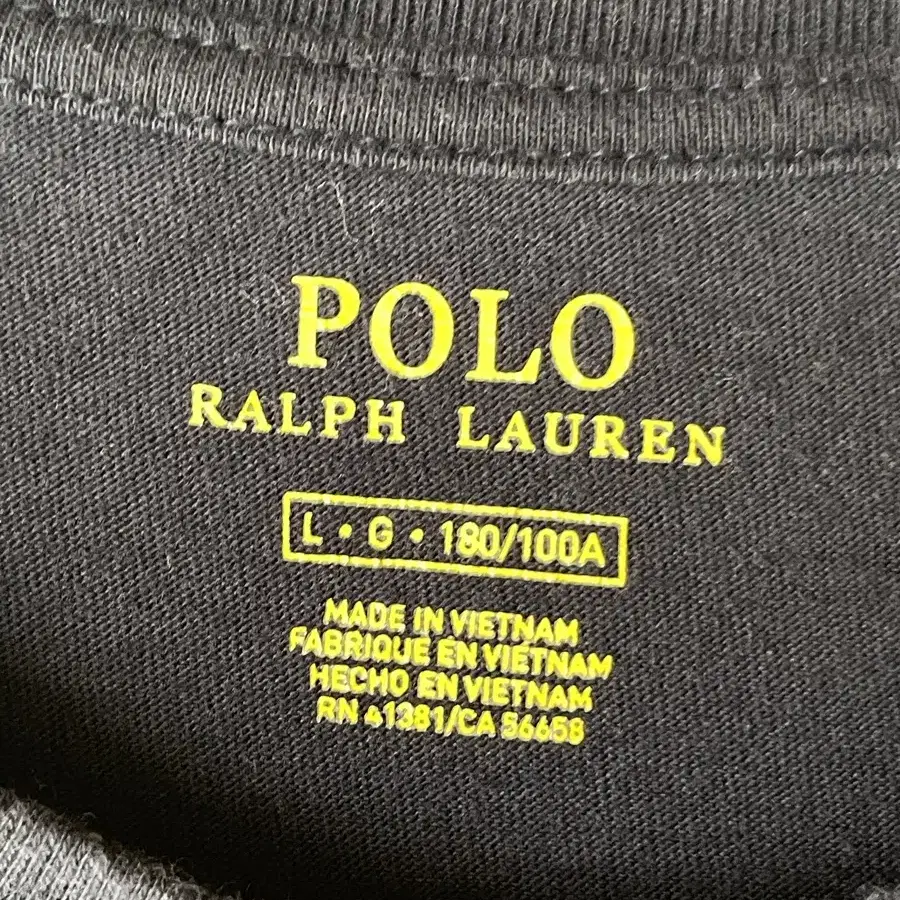 POLO
RALPH LAUREN
L • G • 180/100A
MADE IN VIETNAM
FABRIQUE EN VIETNAM
HECHO EN VIETNAM
RN 41381/CA 56658